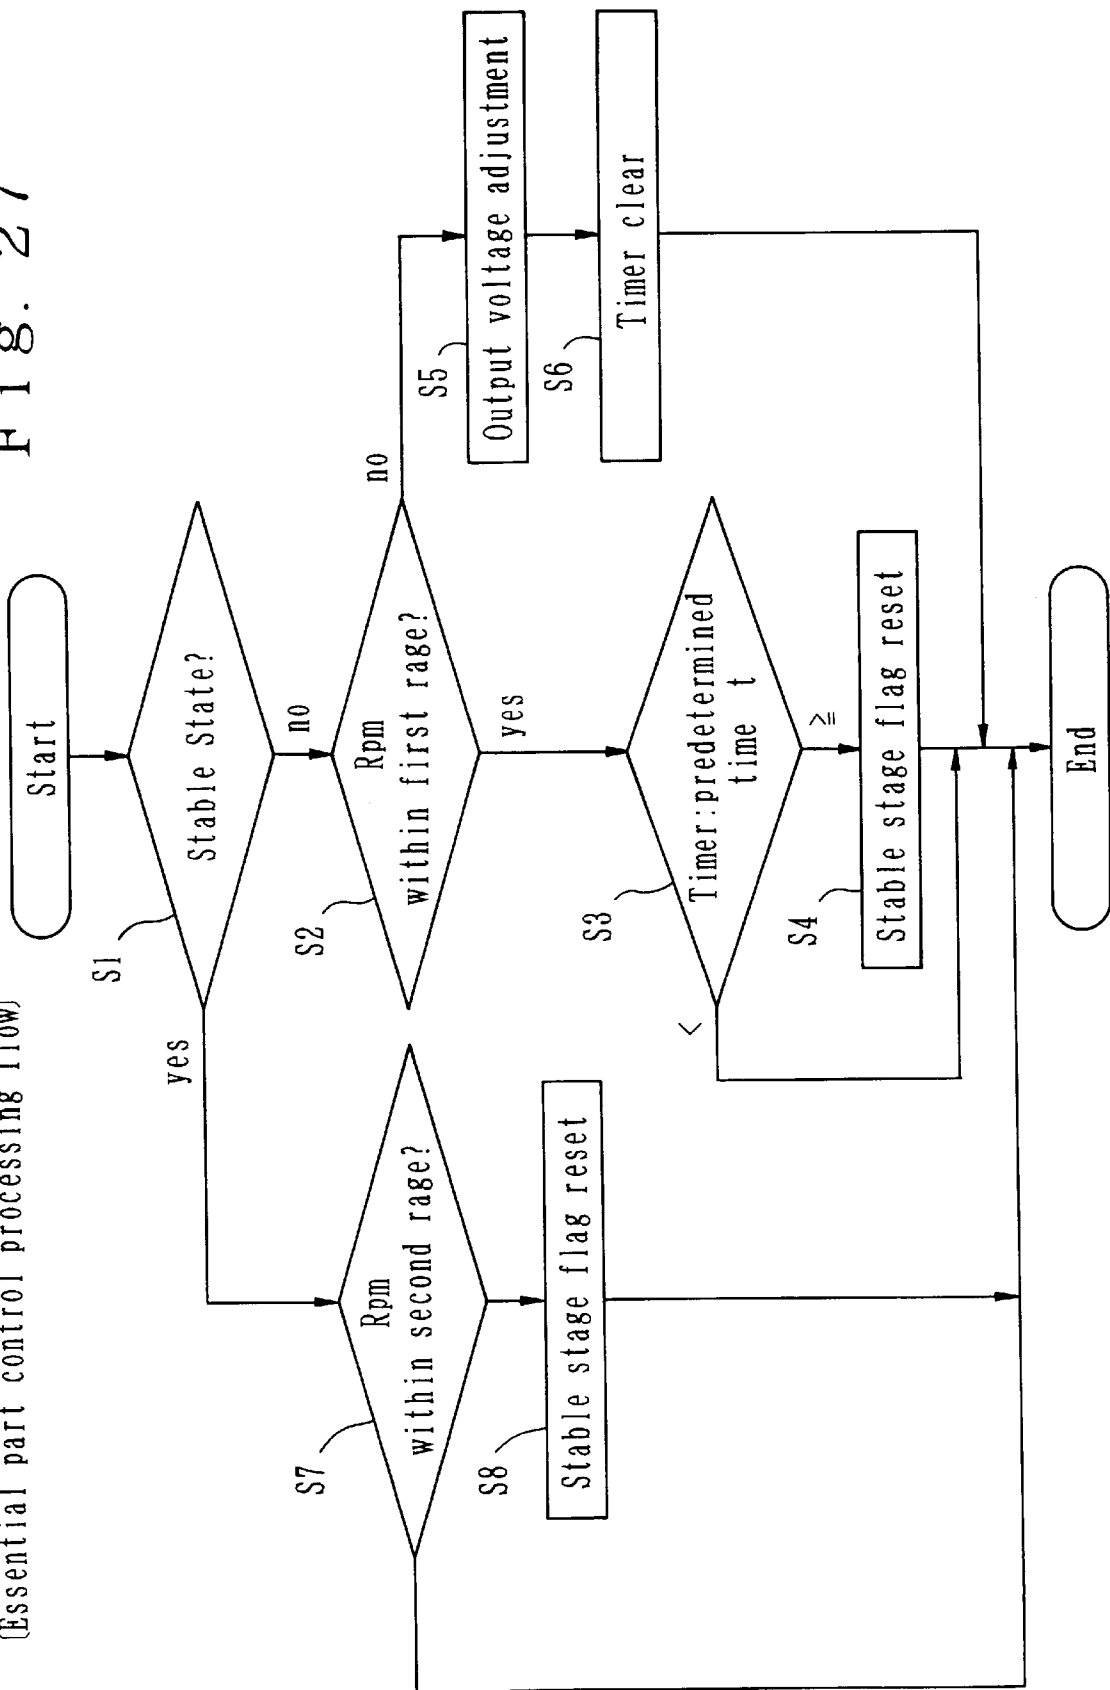 Fig. 27
[Essential part control processing flow]
Start
S1
Stable State?
yes
no
S2
Rpm
within first rage?
no
yes
S5
Output voltage adjustment
S6
Timer clear
S3
Timer:predetermined
time t
<
≥
S4
Stable stage flag reset
S7
Rpm
within second rage?
S8
Stable stage flag reset
End